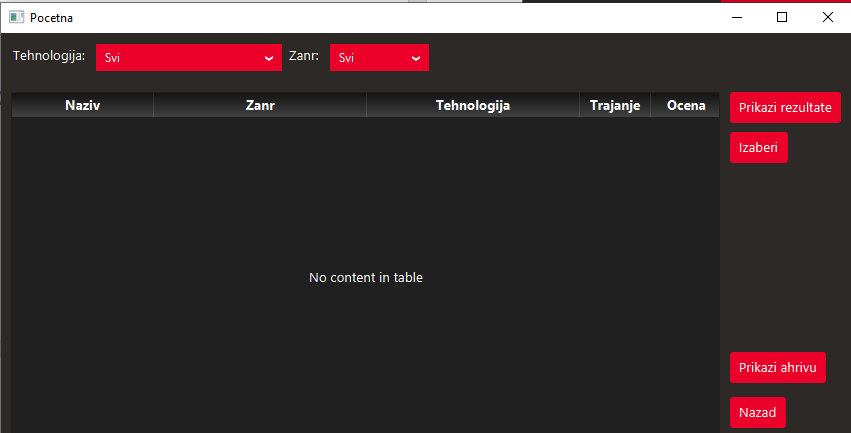 Pocetna
Tehnologija: Svi Zanr: Svi
Naziv Zanr Tehnologija Trajanje Ocena
Prikazi rezultate
Izaberi
No content in table
Prikazi ahrivu
Nazad